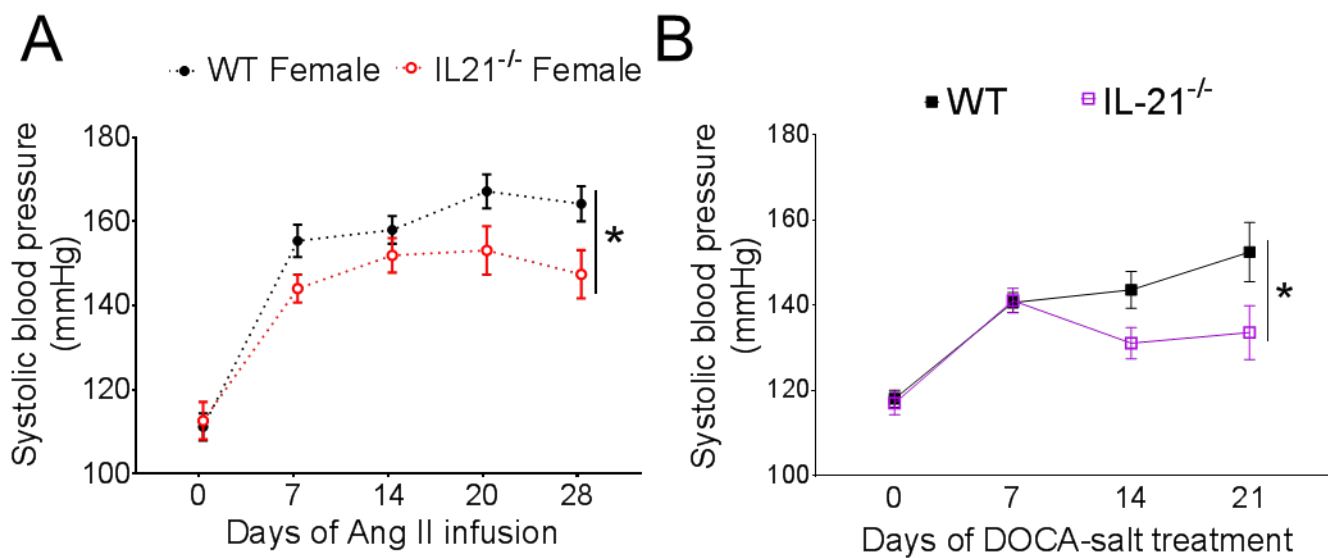 A
WT Female IL21⁻/⁻ Female
Systolic blood pressure
(mmHg)
180
160
140
120
100
*
0 7 14 20 28
Days of Ang II infusion
B
WT IL-21⁻/⁻
Systolic blood pressure
(mmHg)
180
160
140
120
100
*
0 7 14 21
Days of DOCA-salt treatment